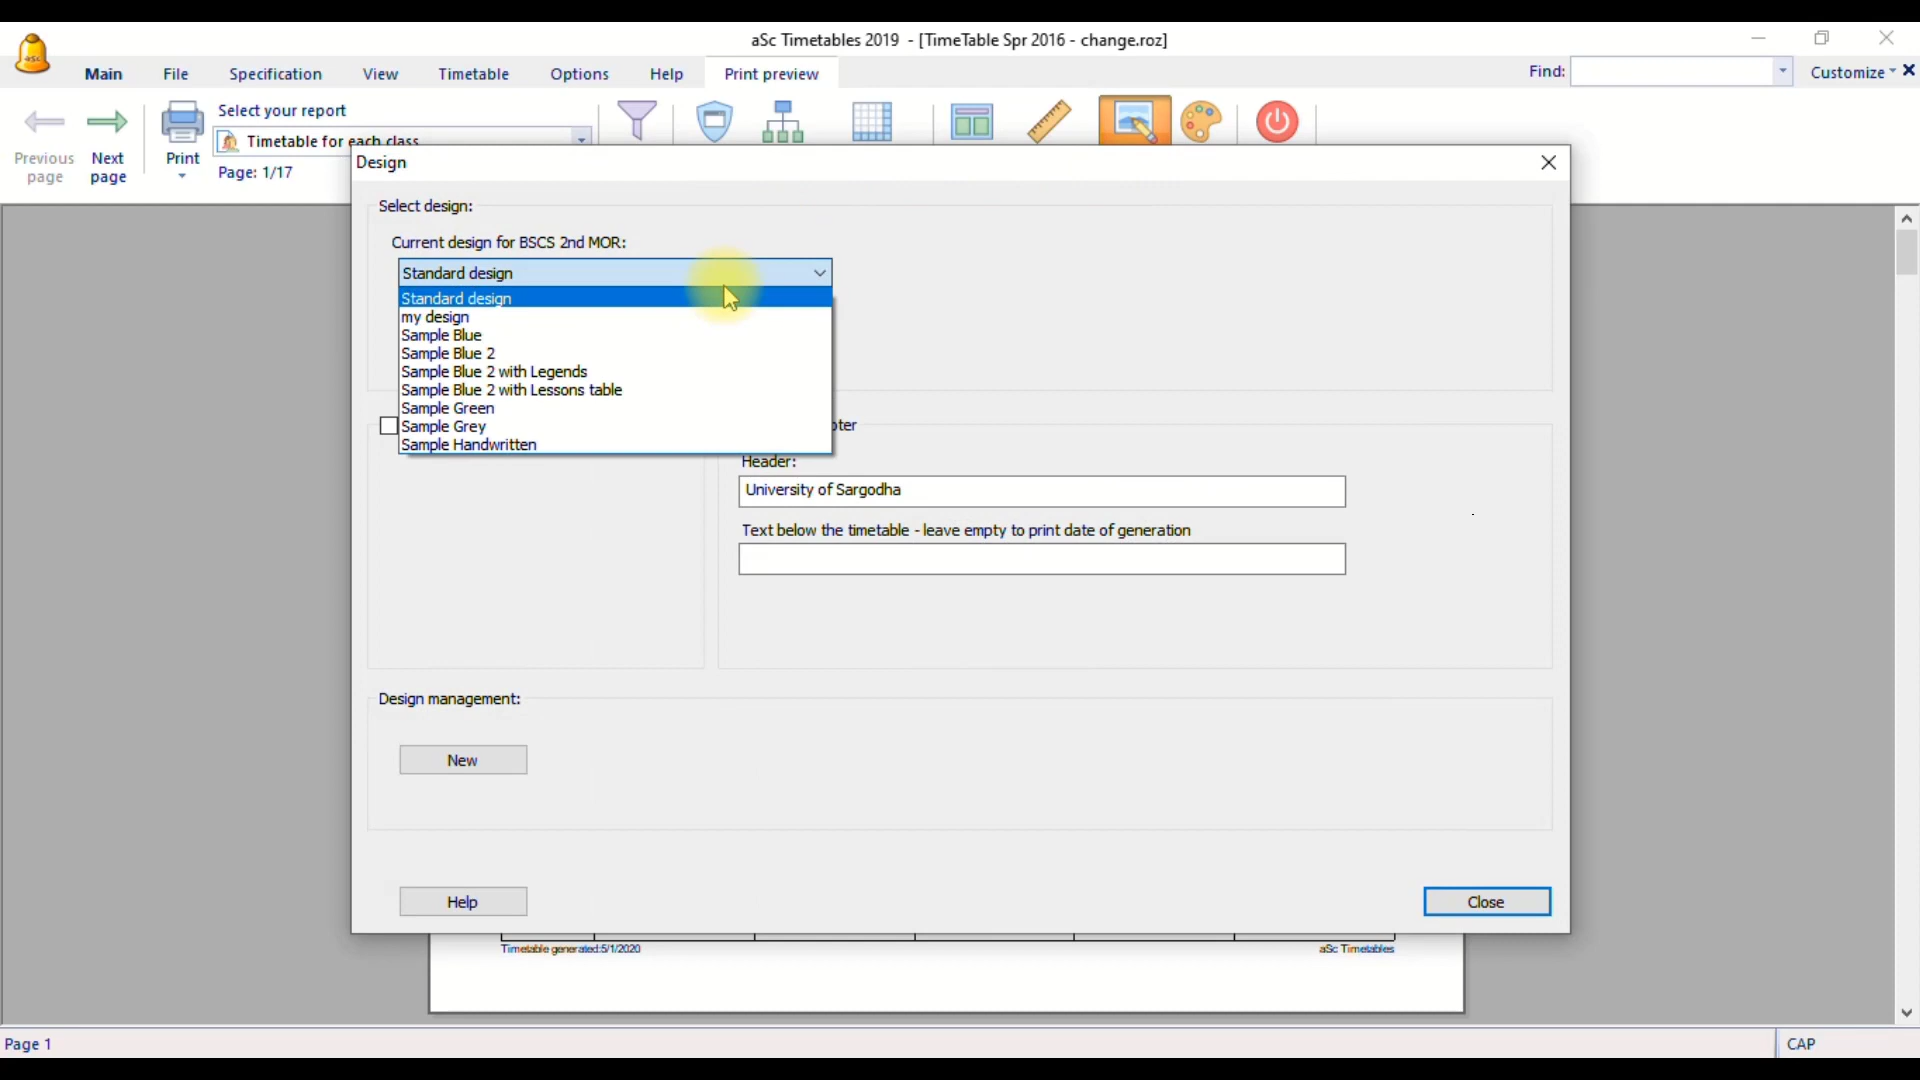 aSc Timetables 2019 - [TimeTable Spr 2016 - change.roz]
Main File Specification View Timetable Options Help Print preview Find: Customize
Previous page
Next page
Print
Select your report
Timetable for each class
Page: 1/17
Design
Select design:
Current design for BSCS 2nd MOR:
Standard design
Standard design
my design
Sample Blue
Sample Blue 2
Sample Blue 2 with Legends
Sample Blue 2 with Lessons table
Sample Green
Sample Grey
Sample Handwritten
Header:
University of Sargodha
Text below the timetable - leave empty to print date of generation
Design management:
New
Help Close
Timetable generated:5/1/2020 aSc Timetables
Page 1 CAP